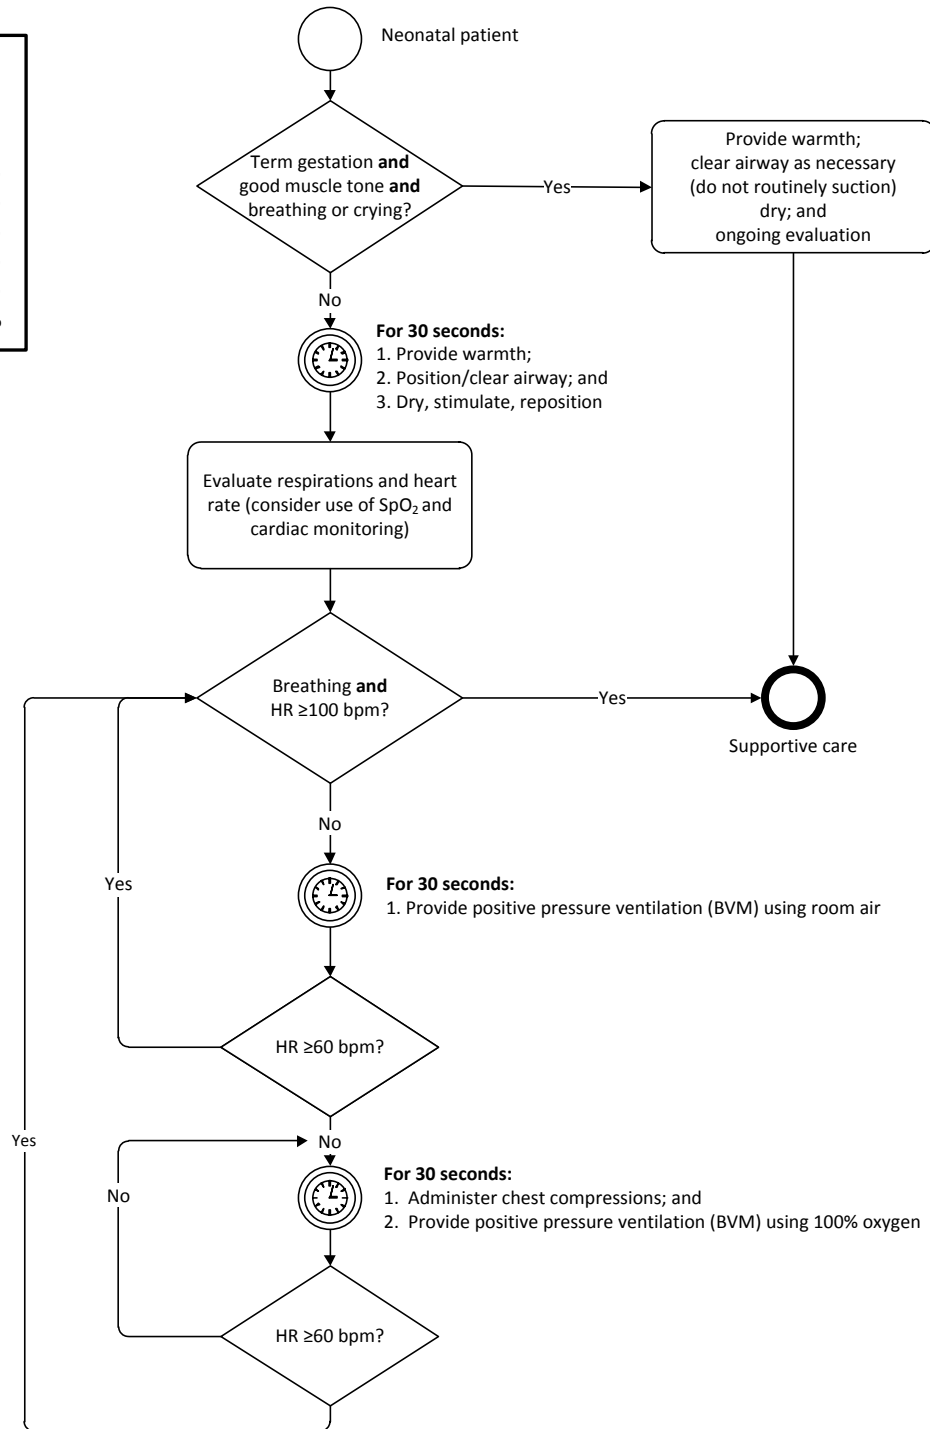 Neonatal patient
Term gestation and
good muscle tone and
breathing or crying?
Yes
Provide warmth;
clear airway as necessary
(do not routinely suction)
dry; and
ongoing evaluation
No
For 30 seconds:
1. Provide warmth;
2. Position/clear airway; and
3. Dry, stimulate, reposition
Evaluate respirations and heart
rate (consider use of SpO₂ and
cardiac monitoring)
Breathing and
HR ≥100 bpm?
Yes
Supportive care
No
For 30 seconds:
1. Provide positive pressure ventilation (BVM) using room air
Yes
HR ≥60 bpm?
No
Yes
For 30 seconds:
1. Administer chest compressions; and
2. Provide positive pressure ventilation (BVM) using 100% oxygen
No
HR ≥60 bpm?